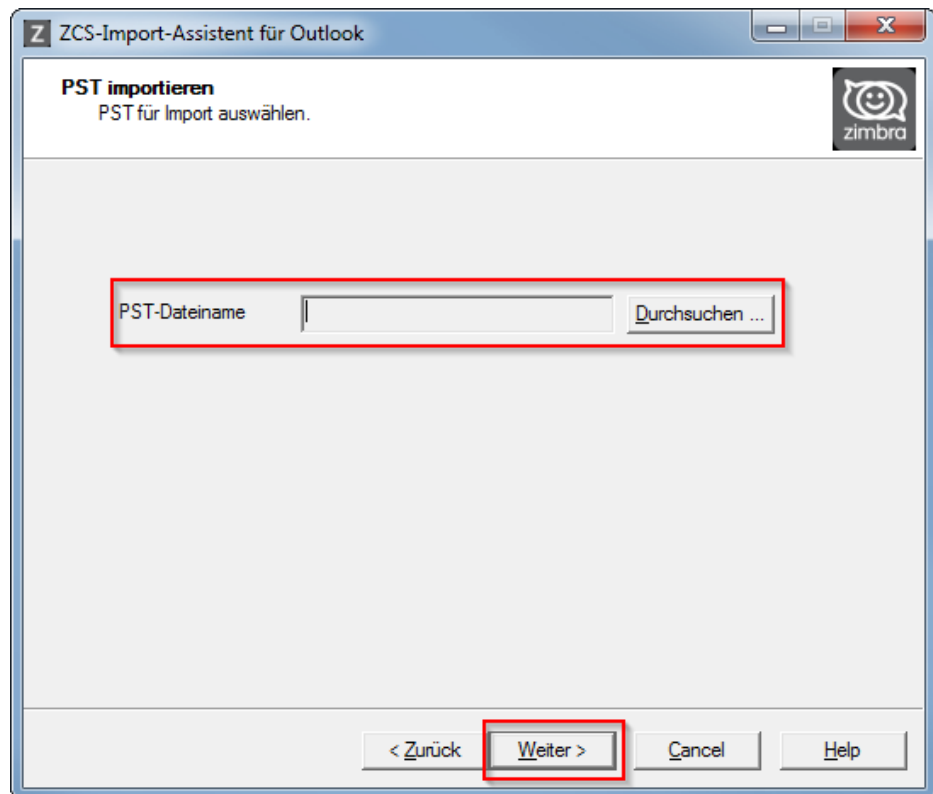 Z ZCS-Import-Assistent für Outlook
PST importieren
PST für Import auswählen.
zimbra
PST-Dateiname
Durchsuchen ...
< Zurück Weiter > Cancel Help